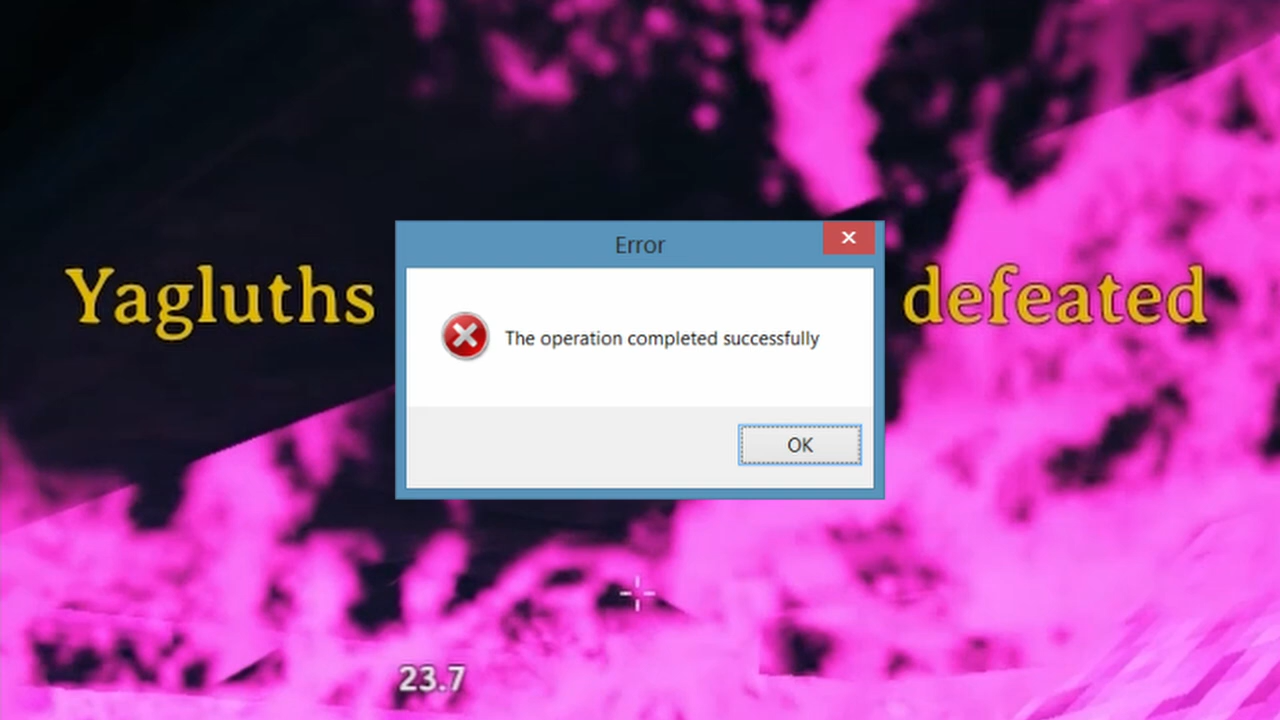 Error
Yagluths defeated
The operation completed successfully
OK
23.7